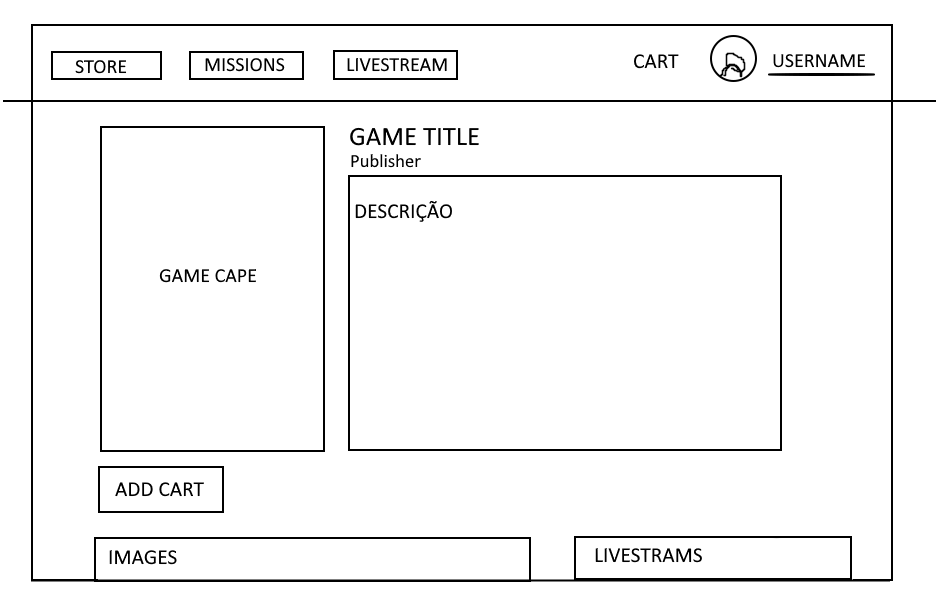 STORE
MISSIONS
LIVESTREAM
CART
USERNAME
GAME TITLE
Publisher
DESCRIÇÃO
GAME CAPE
ADD CART
IMAGES
LIVESTRAMS